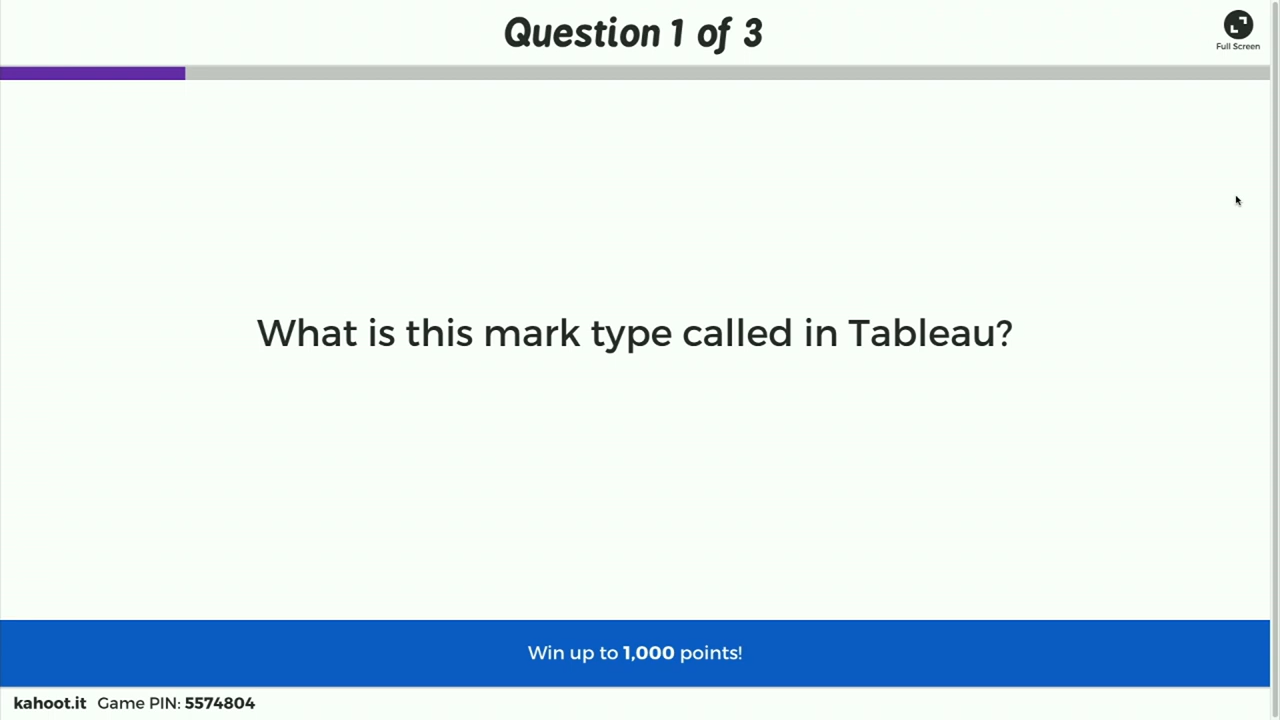 Question 1 of 3
Full Screen
What is this mark type called in Tableau?
Win up to 1,000 points!
kahoot.it Game PIN: 5574804